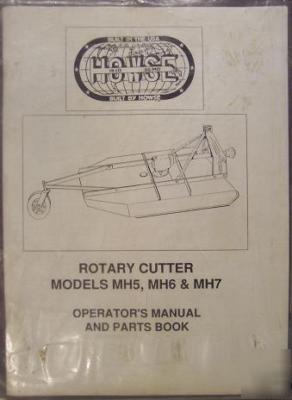 BUILT IN THE USA
HOWSE
BUILT BY HOWSE
ROTARY CUTTER
MODELS MH5, MH6 & MH7
OPERATOR'S MANUAL
AND PARTS BOOK